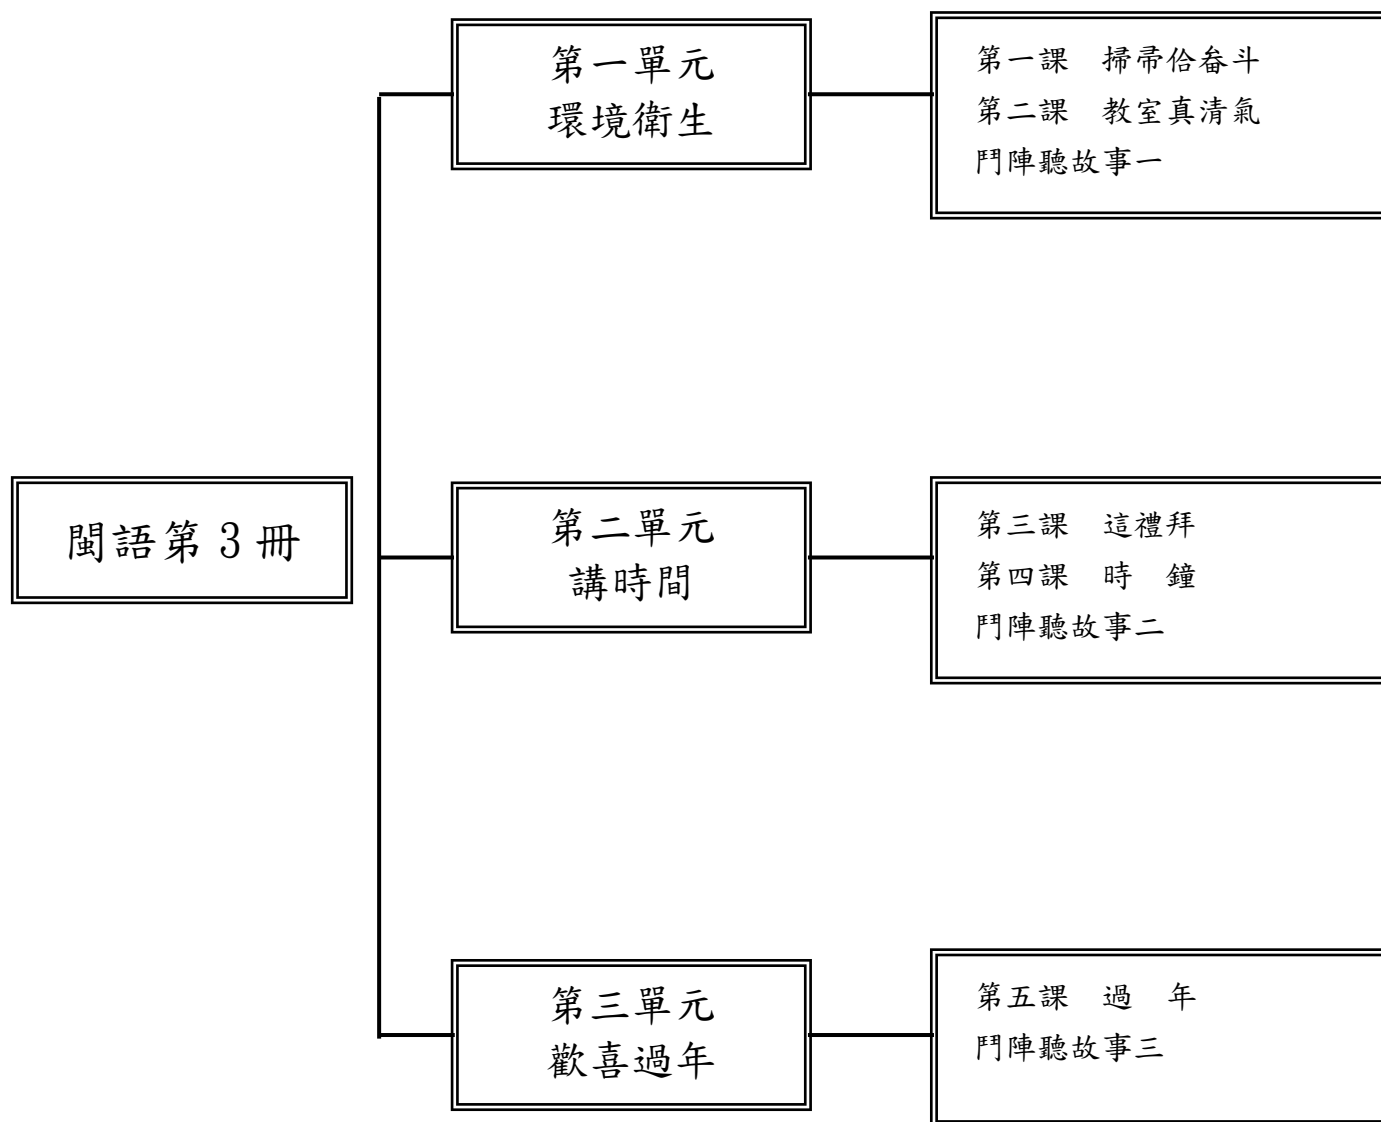 閩語第 3 冊
第一單元
環境衛生
第一課　掃帚佮畚斗
第二課　教室真清氣
鬥陣聽故事一
第二單元
講時間
第三課　這禮拜
第四課　時　鐘
鬥陣聽故事二
第三單元
歡喜過年
第五課　過　年
鬥陣聽故事三